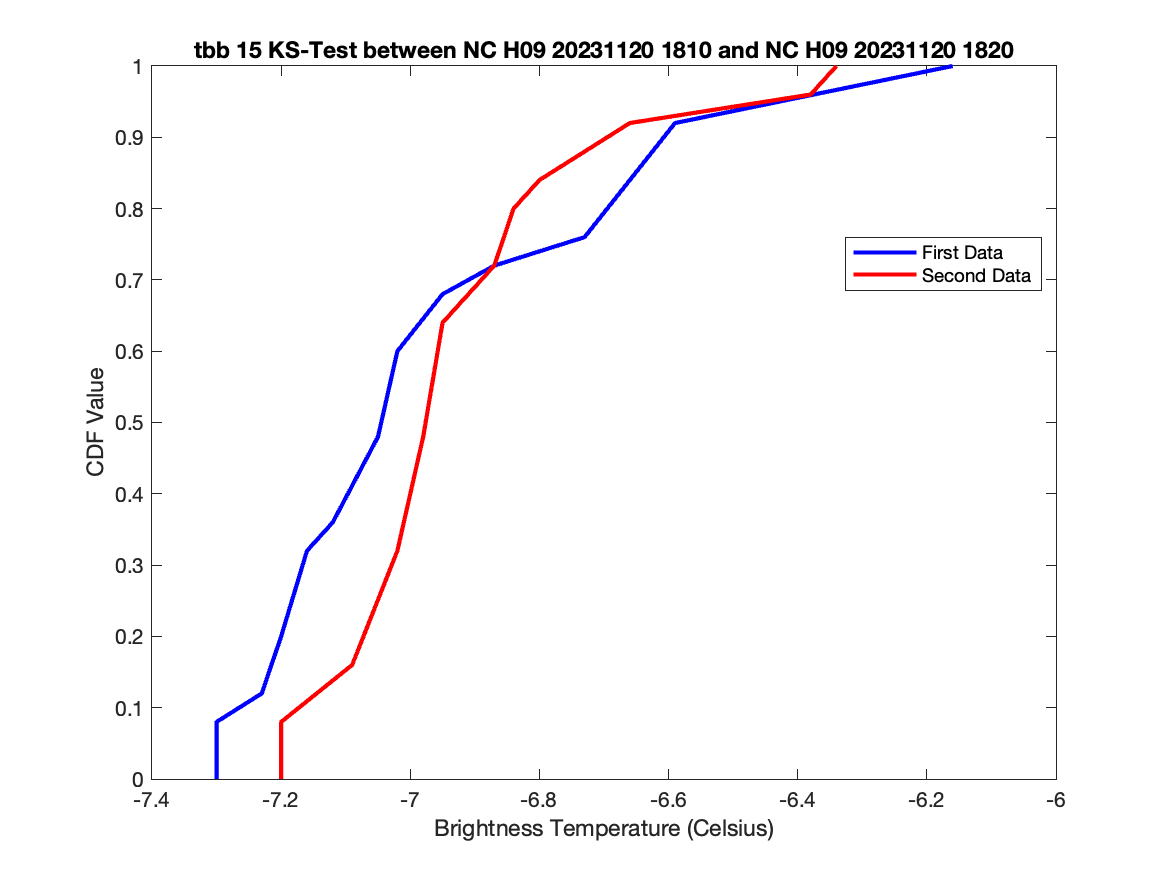 tbb 15 KS-Test between NC H09 20231120 1810 and NC H09 20231120 1820
1
0.9
0.8
0.7
0.6
0.5
0.4
0.3
0.2
0.1
0
CDF Value
First Data
Second Data
-7.4 -7.2 -7 -6.8 -6.6 -6.4 -6.2 -6
Brightness Temperature (Celsius)